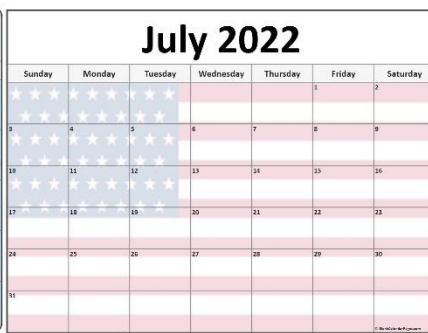 July 2022
Sunday Monday Tuesday Wednesday Thursday Friday Saturday
1 2
3 4 5 6 7 8 9
10 11 12 13 14 15 16
17 18 19 20 21 22 23
24 25 26 27 28 29 30
31